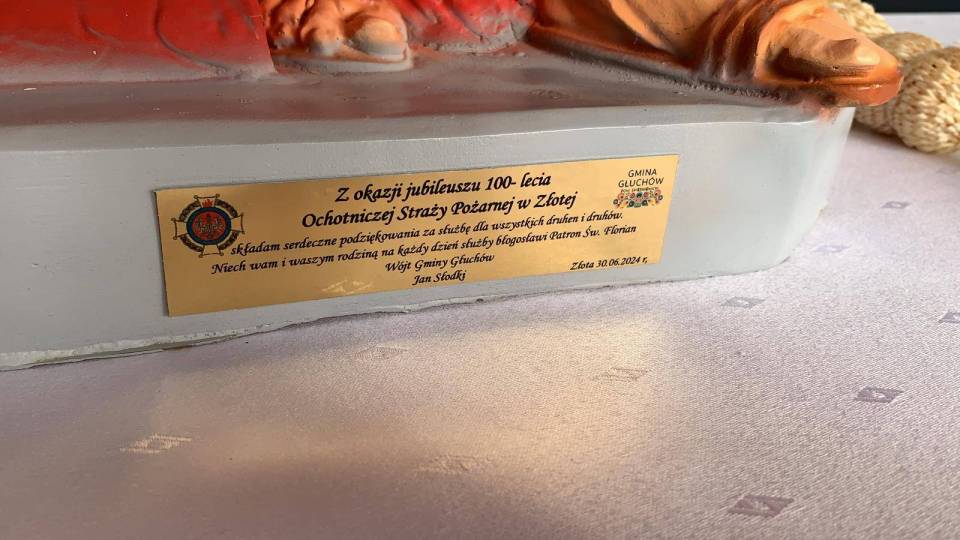 Z okazji jubileuszu 100- lecia
Ochotniczej Straży Pożarnej w Złotej
składam serdeczne podziękowania za służbę dla wszystkich druhen i druhów.
Niech wam i waszym rodziną na każdy dzień służby błogosławi Patron Św. Florian
Wójt Gminy Głuchów
Jan Słodki
Złota 30.06.2024 r,
GMINA
GŁUCHÓW